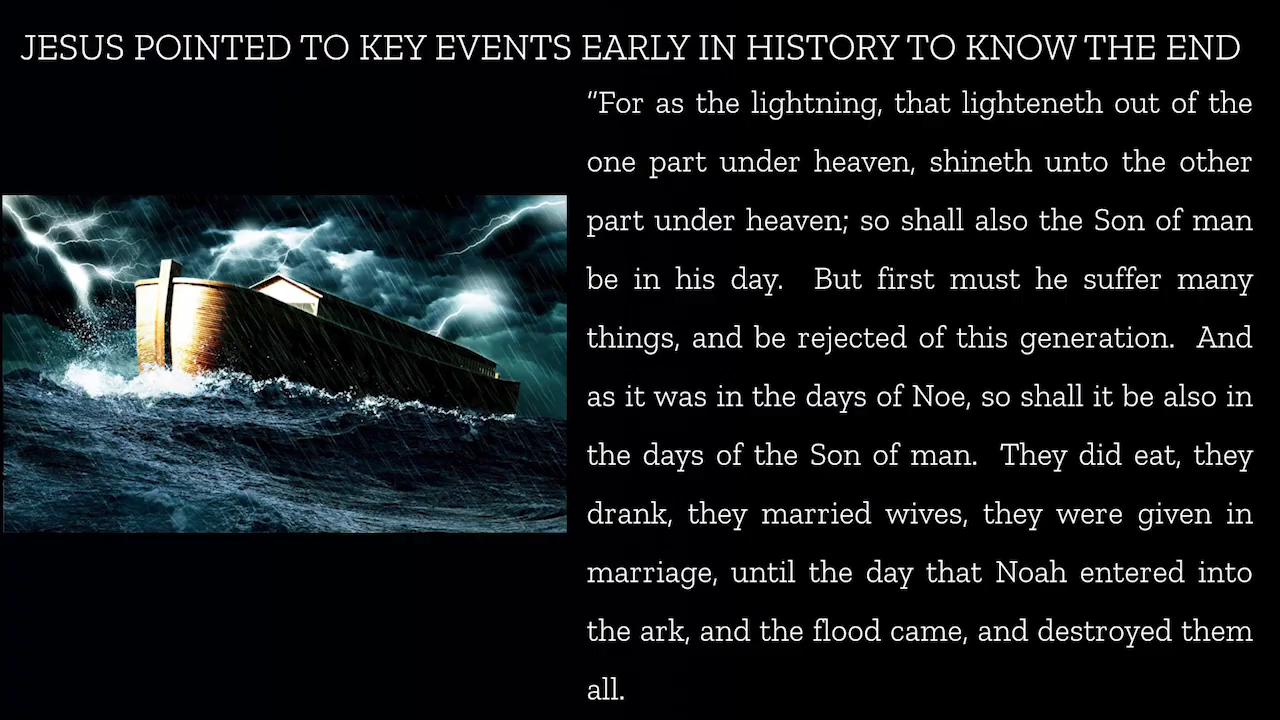 JESUS POINTED TO KEY EVENTS EARLY IN HISTORY TO KNOW THE END
"For as the lightning, that lighteneth out of the
one part under heaven, shineth unto the other
part under heaven; so shall also the Son of man
be in his day.  But first must he suffer many
things, and be rejected of this generation.  And
as it was in the days of Noe, so shall it be also in
the days of the Son of man.  They did eat, they
drank, they married wives, they were given in
marriage, until the day that Noah entered into
the ark, and the flood came, and destroyed them
all.